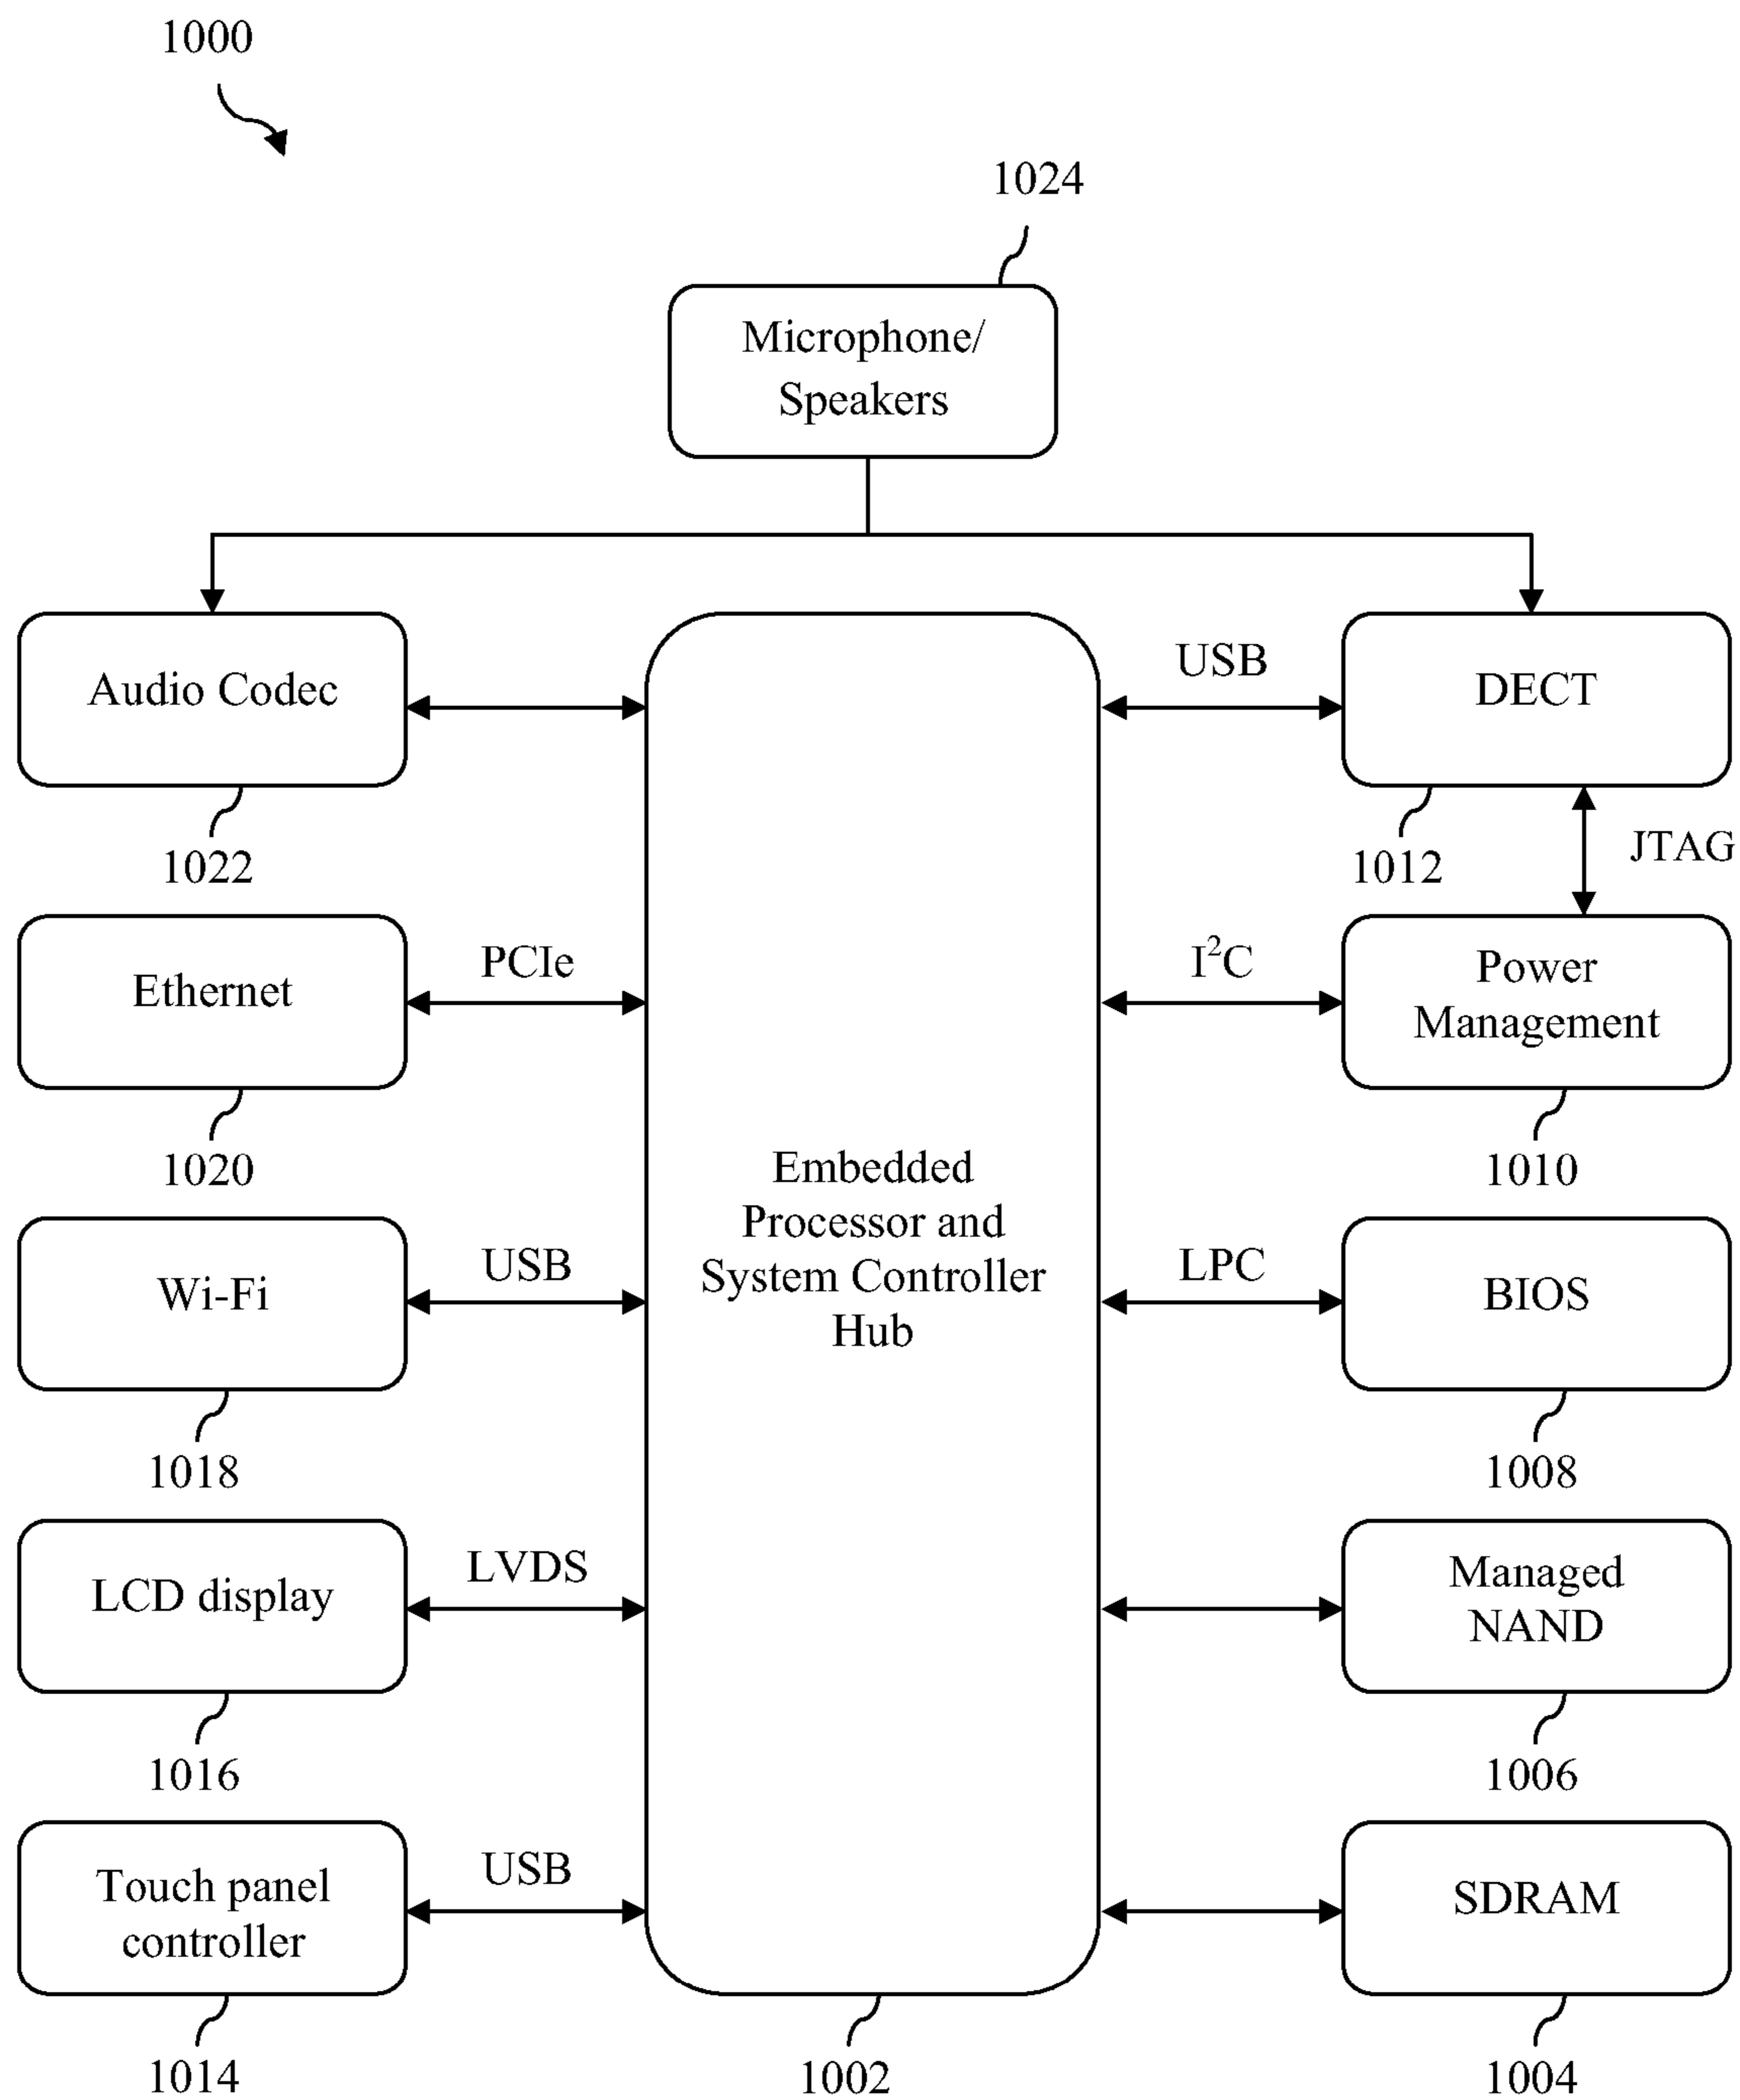 1000
1024
Microphone/
Speakers
Audio Codec
USB
DECT
1022
1012
JTAG
Ethernet
PCIe
I²C
Power
Management
1020
1010
Embedded
Processor and
System Controller
Hub
Wi-Fi
USB
LPC
BIOS
1018
1008
LCD display
LVDS
Managed
NAND
1016
1006
Touch panel
controller
USB
SDRAM
1014
1002
1004